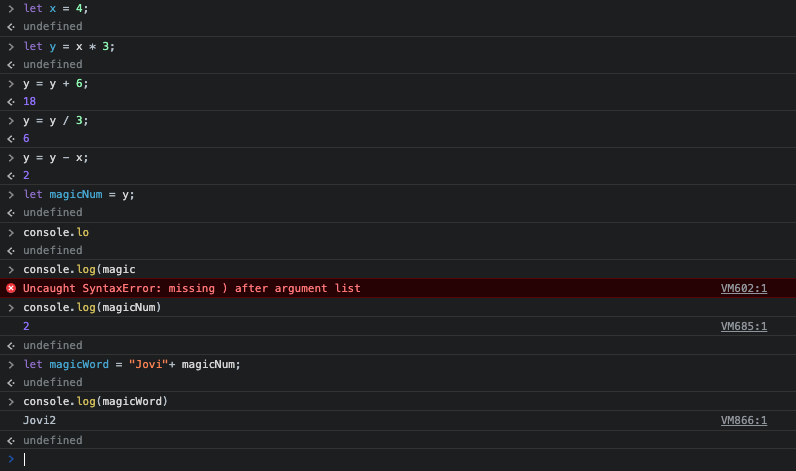 let x = 4;
undefined
let y = x * 3;
undefined
y = y + 6;
18
y = y / 3;
6
y = y - x;
2
let magicNum = y;
undefined
console.lo
undefined
console.log(magic
Uncaught SyntaxError: missing ) after argument list VM602:1
console.log(magicNum)
2 VM685:1
undefined
let magicWord = "Jovi"+ magicNum;
undefined
console.log(magicWord)
Jovi2 VM866:1
undefined